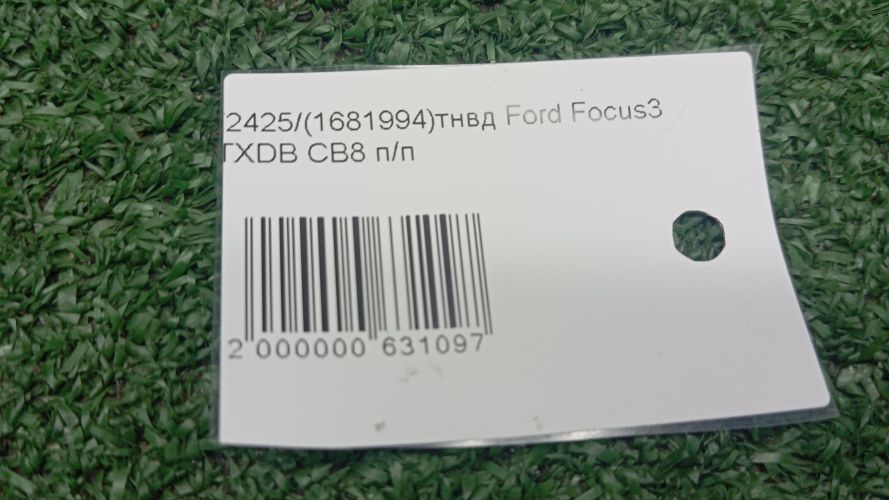 2425/(1681994)тнвд Ford Focus3
TXDB CB8 п/п
2 000000 631097